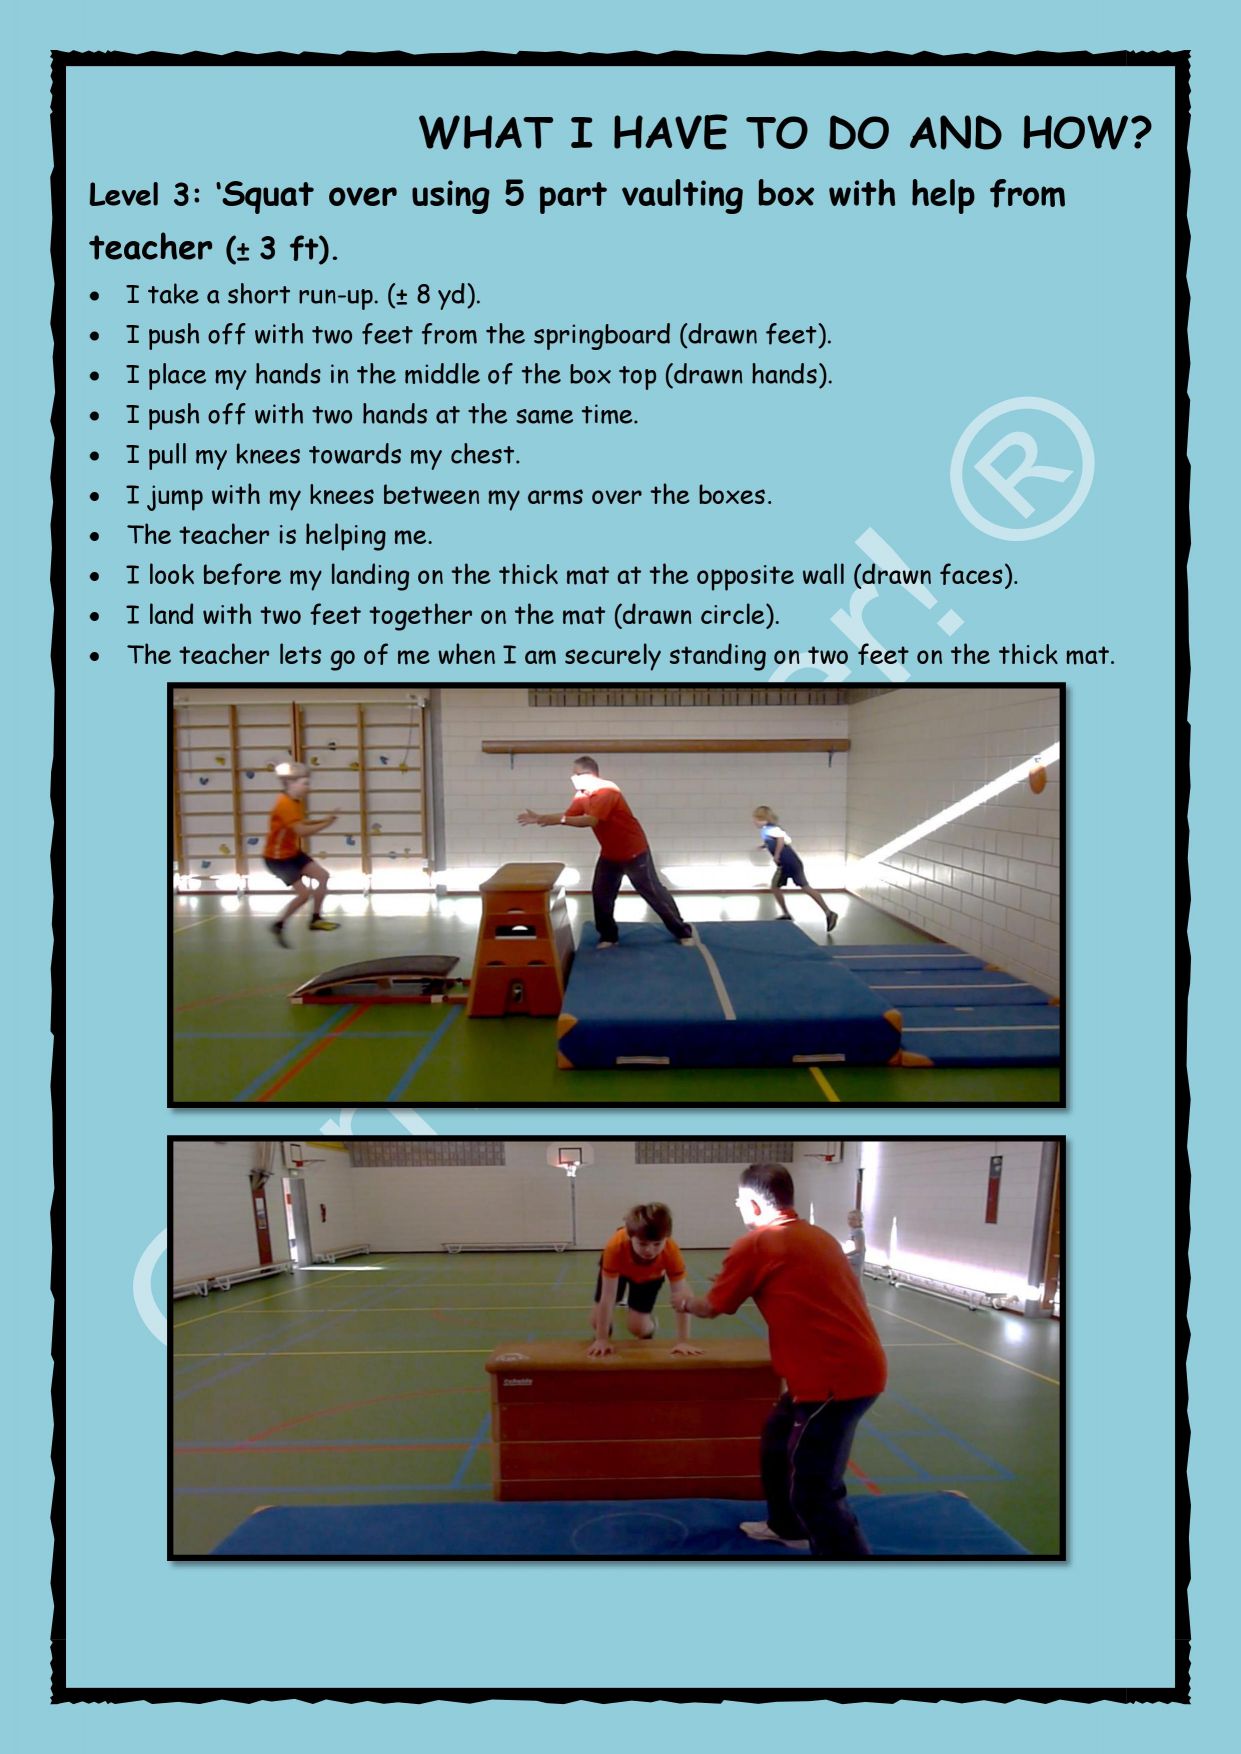 WHAT I HAVE TO DO AND HOW?
Level 3: ‘Squat over using 5 part vaulting box with help from
teacher (± 3 ft).
• I take a short run-up. (± 8 yd).
• I push off with two feet from the springboard (drawn feet).
• I place my hands in the middle of the box top (drawn hands).
• I push off with two hands at the same time.
• I pull my knees towards my chest.
• I jump with my knees between my arms over the boxes.
• The teacher is helping me.
• I look before my landing on the thick mat at the opposite wall (drawn faces).
• I land with two feet together on the mat (drawn circle).
• The teacher lets go of me when I am securely standing on two feet on the thick mat.
er! ®